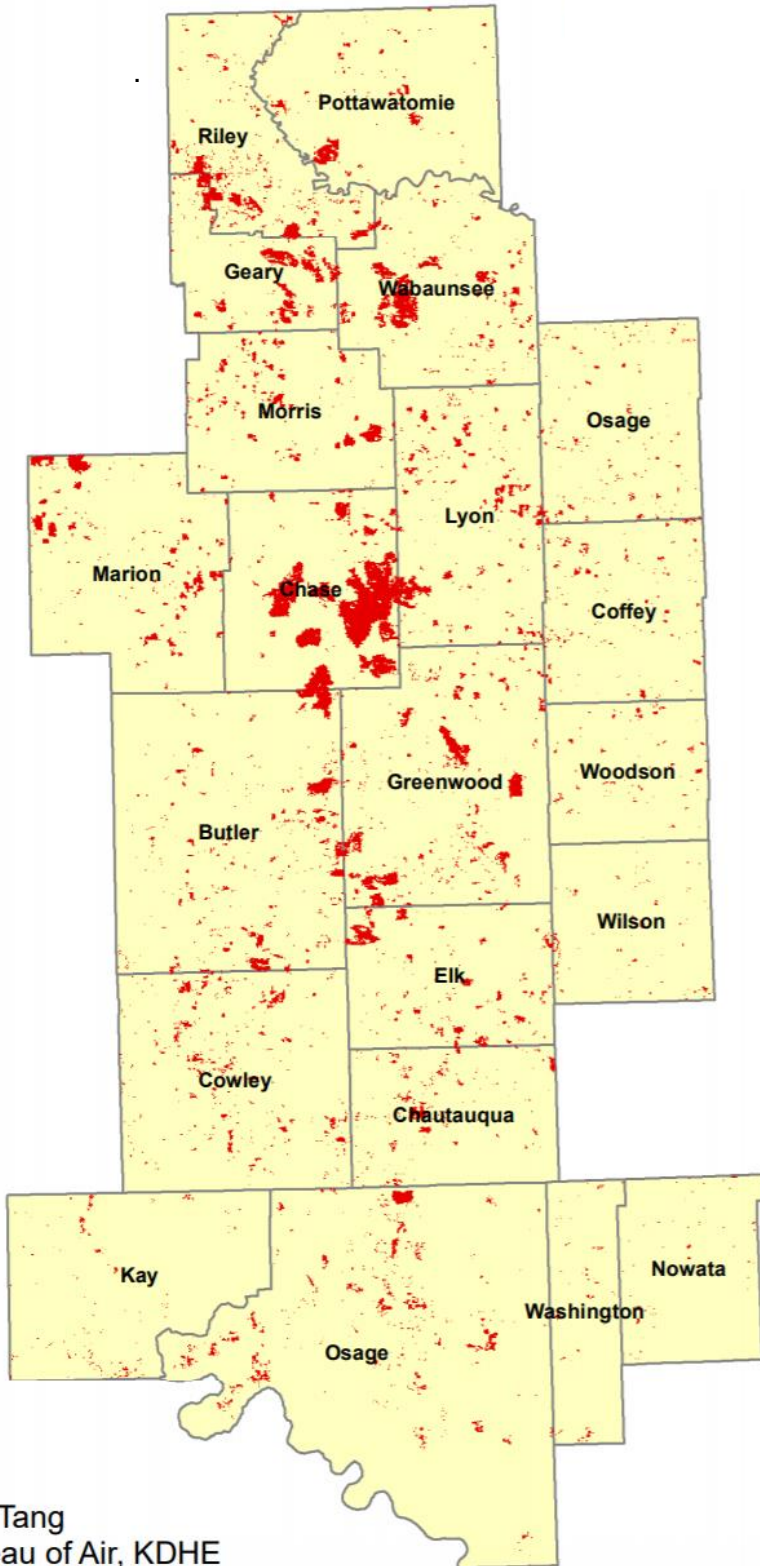 Pottawatomie
Riley
Geary
Wabaunsee
Morris
Osage
Lyon
Marion
Chase
Coffey
Woodson
Greenwood
Butler
Wilson
Elk
Cowley
Chautauqua
Kay
Nowata
Washington
Osage
Tang
au of Air, KDHE